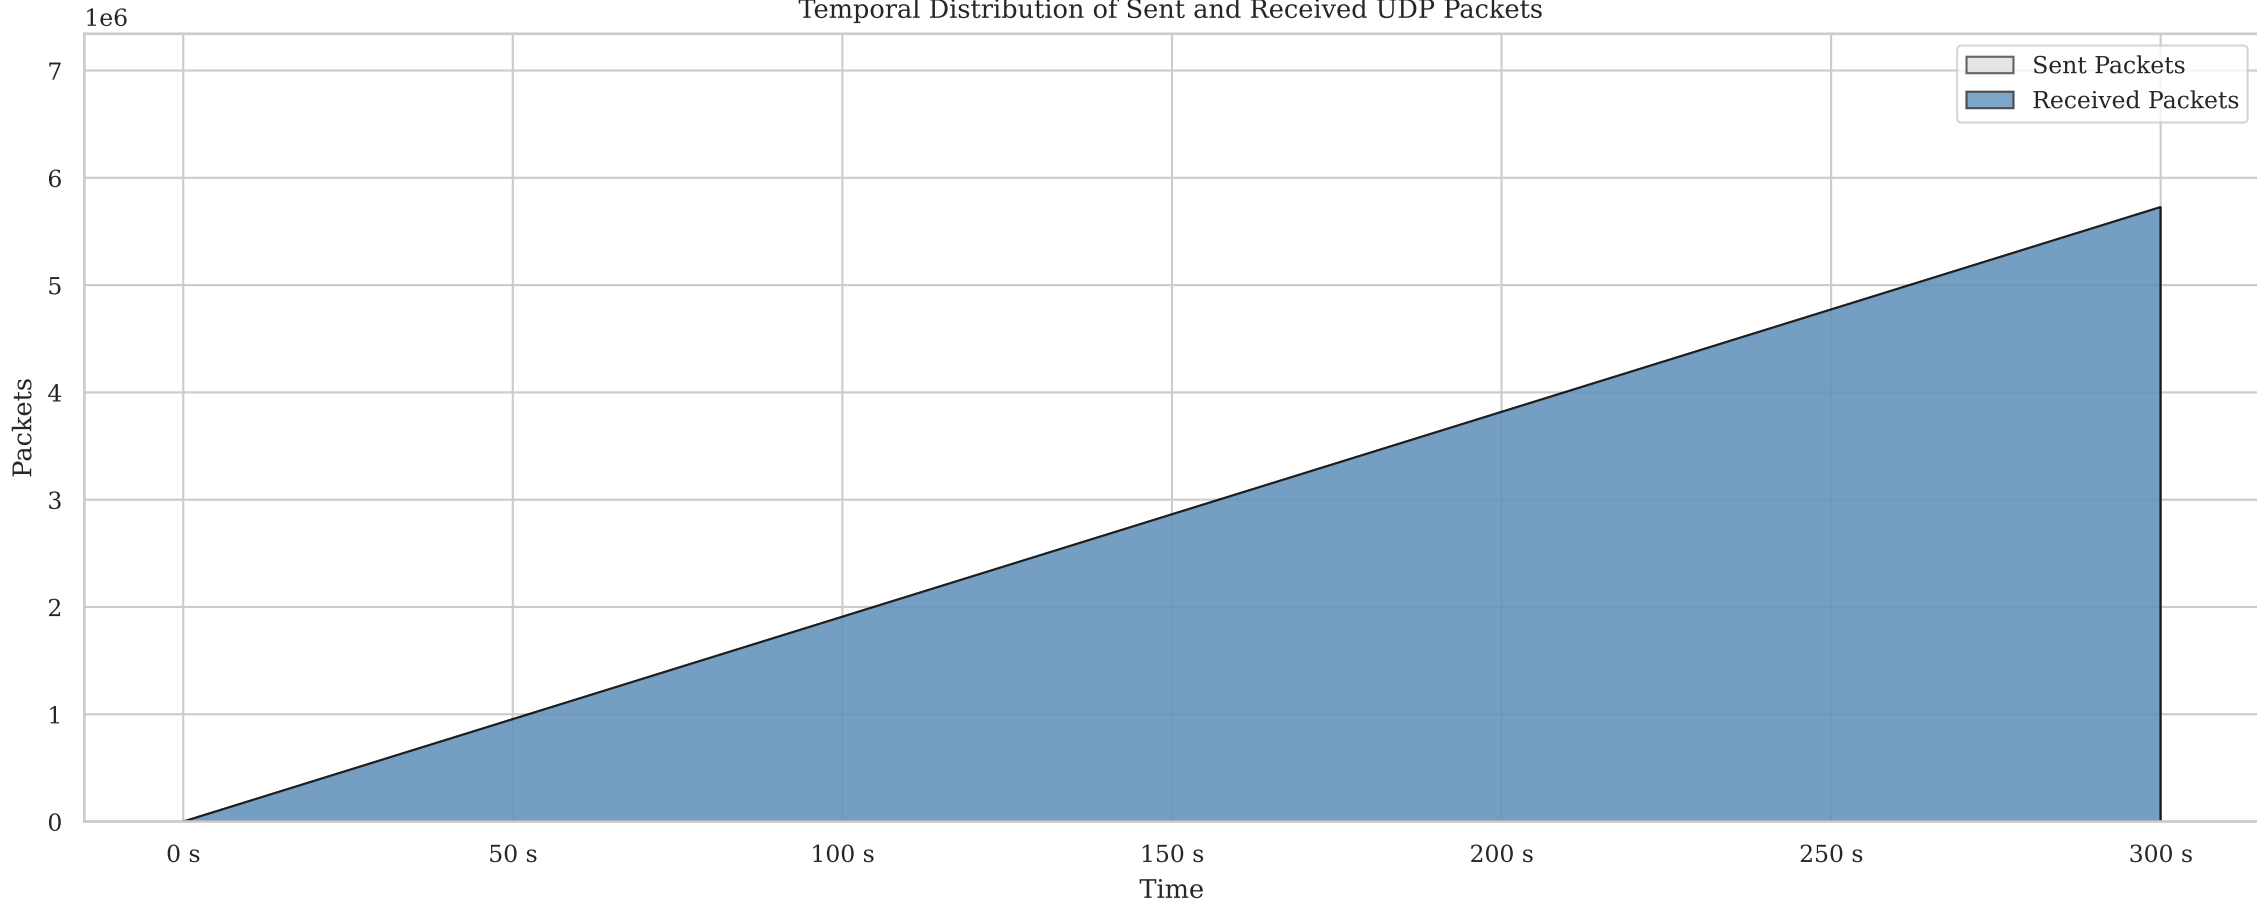 Temporal Distribution of Sent and Received UDP Packets
1e6
7
6
5
4
3
2
1
0
Packets
Sent Packets
Received Packets
0 s 50 s 100 s 150 s 200 s 250 s 300 s
Time